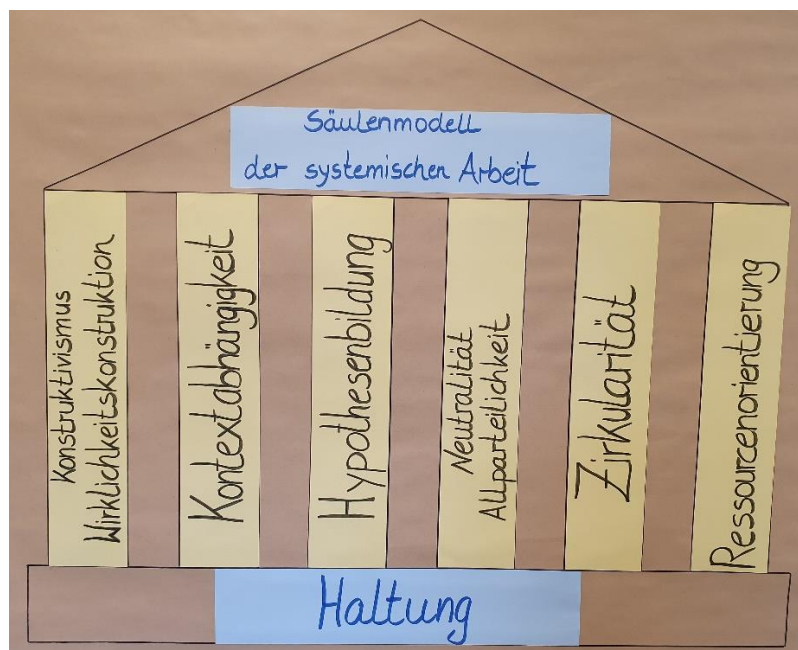 Säulenmodell
der systemischen Arbeit
Konstruktivismus
Wirklichkeitskonstruktion
Kontextabhängigkeit
Hypothesenbildung
Neutralität
Allparteilichkeit
Zirkularität
Ressourcenorientierung
Haltung